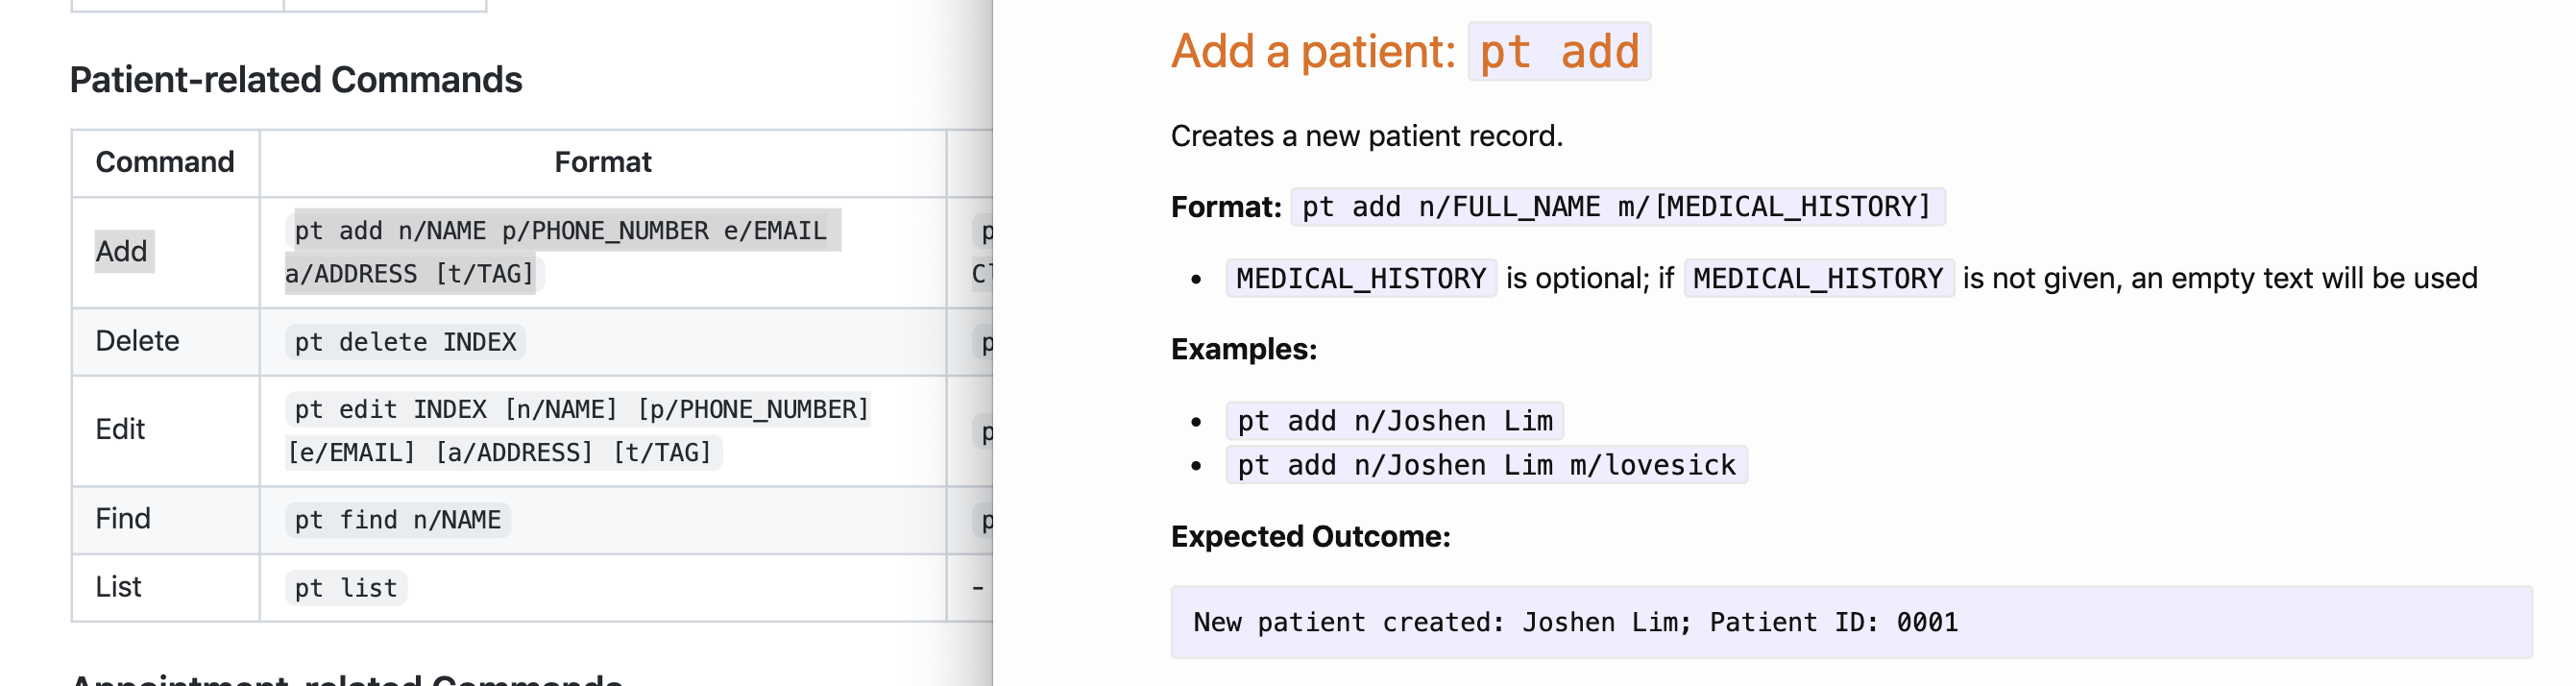 Patient-related Commands
Command Format
Add pt add n/NAME p/PHONE_NUMBER e/EMAIL
a/ADDRESS [t/TAG]
Delete pt delete INDEX
Edit pt edit INDEX [n/NAME] [p/PHONE_NUMBER]
[e/EMAIL] [a/ADDRESS] [t/TAG]
Find pt find n/NAME
List pt list -
Appointment-related Commands
Add a patient: pt add
Creates a new patient record.
Format: pt add n/FULL_NAME m/[MEDICAL_HISTORY]
• MEDICAL_HISTORY is optional; if MEDICAL_HISTORY is not given, an empty text will be used
Examples:
• pt add n/Joshen Lim
• pt add n/Joshen Lim m/lovesick
Expected Outcome:
New patient created: Joshen Lim; Patient ID: 0001